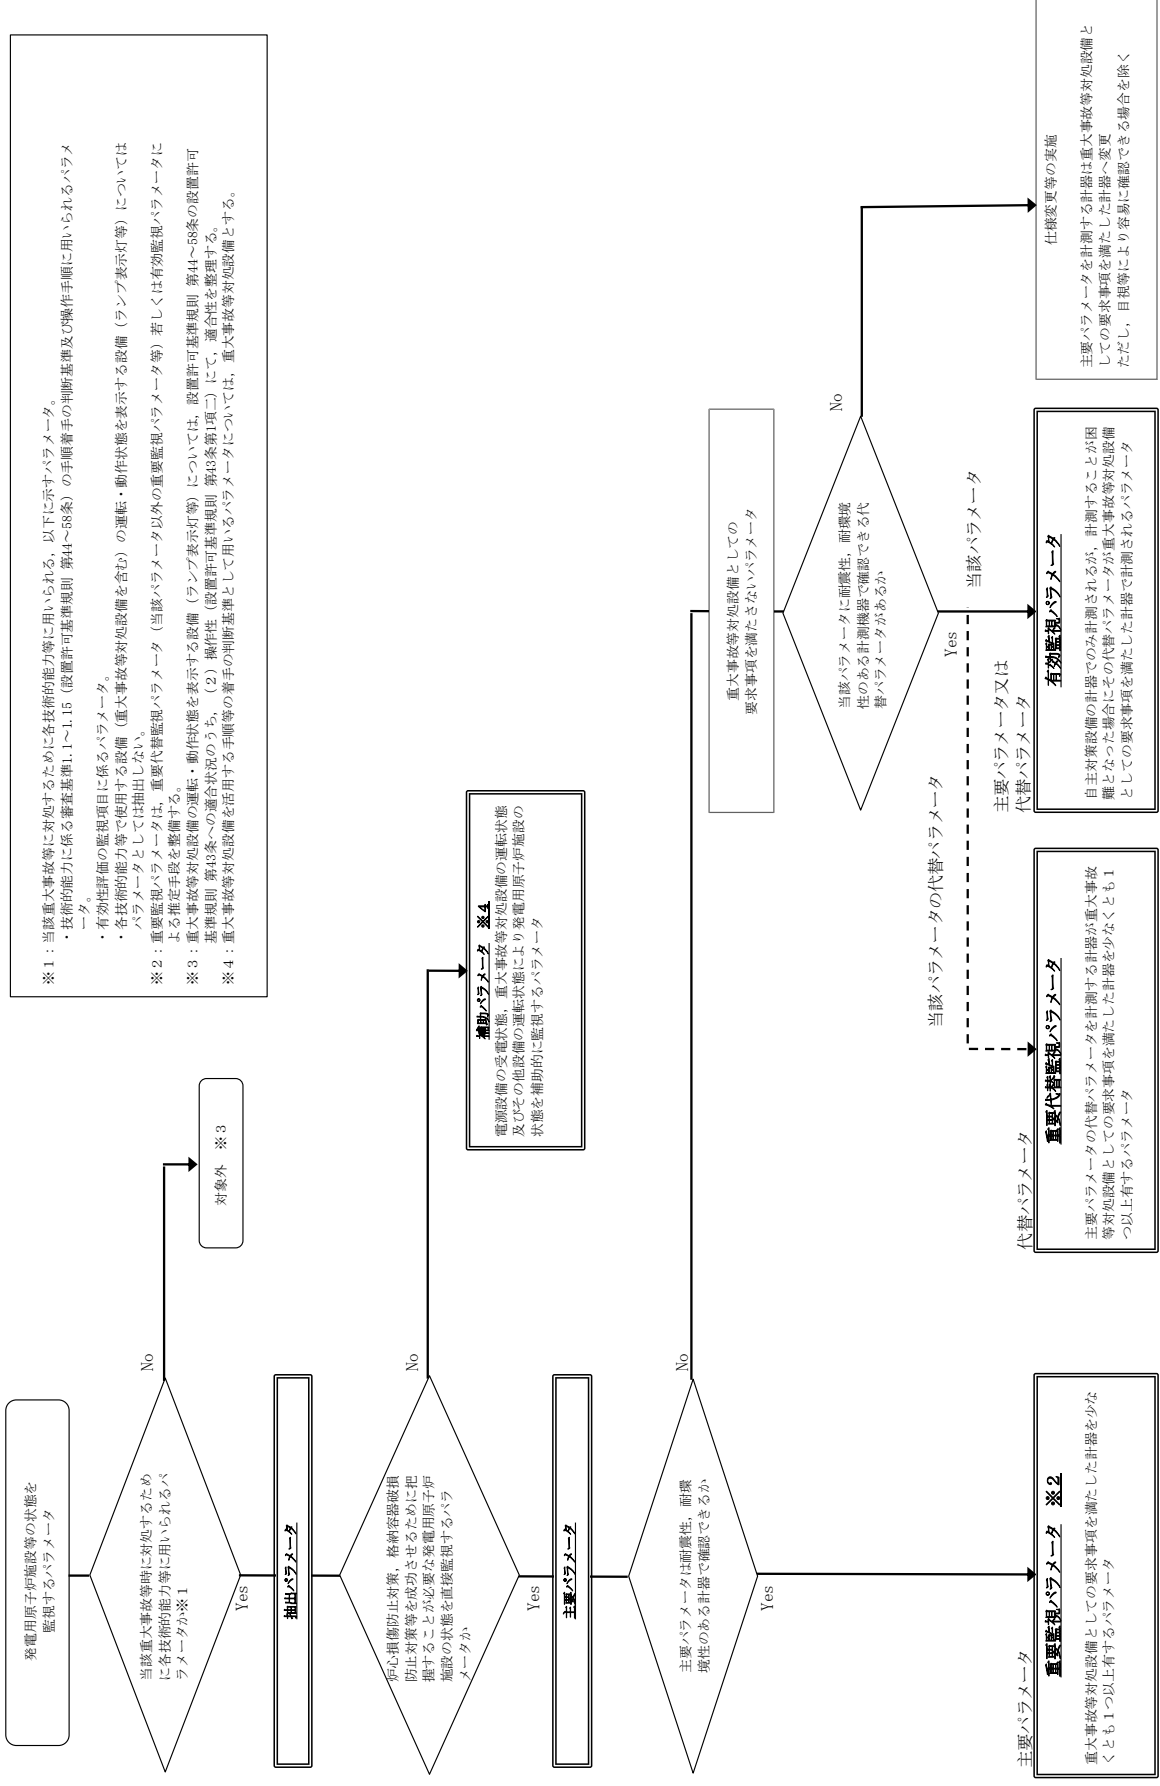 発電用原子炉施設等の状態を
監視するパラメータ
当該重大事故等時に対処するため
に各技術的能力等に用いられるパ
ラメータか※1
No
Yes
対象外　※3
抽出パラメータ
炉心損傷防止対策，格納容器破損
防止対策等を成功させるために把
握することが必要な発電用原子炉
施設の状態を直接監視するパラ
メータか
No
Yes
補助パラメータ　※4
電源設備の受電状態，重大事故等対処設備の運転状態
及びその他設備の運転状態により発電用原子炉施設の
状態を補助的に監視するパラメータ
主要パラメータ
主要パラメータは耐震性，耐環
境性のある計器で確認できるか
No
Yes
重大事故等対処設備としての
要求事項を満たさないパラメータ
当該パラメータに耐震性，耐環境
性のある計測機器で確認できる代
替パラメータがあるか
No
Yes
当該パラメータ
当該パラメータの代替パラメータ
主要パラメータ
重要監視パラメータ　※2
重大事故等対処設備としての要求事項を満たした計器を少な
くとも1つ以上有するパラメータ
代替パラメータ
重要代替監視パラメータ
主要パラメータの代替パラメータを計測する計器が重大事故
等対処設備としての要求事項を満たした計器を少なくとも1
つ以上有するパラメータ
主要パラメータ又は
代替パラメータ
有効監視パラメータ
自主対策設備の計器でのみ計測されるが，計測することが困
難となった場合にその代替パラメータが重大事故等対処設備
としての要求事項を満たした計器で計測されるパラメータ
仕様変更等の実施
主要パラメータを計測する計器は重大事故等対処設備と
しての要求事項を満たした計器へ変更
ただし，目視等により容易に確認できる場合を除く
※1：当該重大事故等に対処するために各技術的能力等に用いられる，以下に示すパラメータ。
・技術的能力に係る審査基準1.1～1.15（設置許可基準規則 第44～58条）の手順着手の判断基準及び操作手順に用いられるパラメ
ータ。
・有効性評価の監視項目に係るパラメータ。
・各技術的能力等で使用する設備（重大事故等対処設備を含む）の運転・動作状態を表示する設備（ランプ表示灯等）については
パラメータとしては抽出しない。
※2：重要監視パラメータは，重要代替監視パラメータ（当該パラメータ以外の重要監視パラメータ等）若しくは有効監視パラメータに
よる推定手段を整備する。
※3：重大事故等対処設備の運転・動作状態を表示する設備（ランプ表示灯等）については，設置許可基準規則 第44～58条の設置許可
基準規則 第43条への適合状況のうち，（2）操作性（設置許可基準規則 第43条第1項二）にて，適合性を整理する。
※4：重大事故等対処設備を活用する手順等の着手の判断基準として用いるパラメータについては，重大事故等対処設備とする。